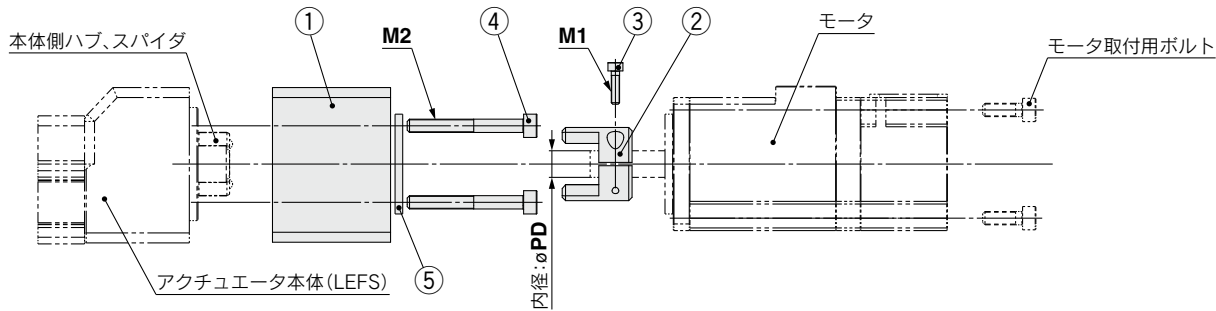 ①
④
③
②
モータ
M2
M1
本体側ハブ、スパイダ
モータ取付用ボルト
内径:øPD
⑤
アクチュエータ本体(LEFS)